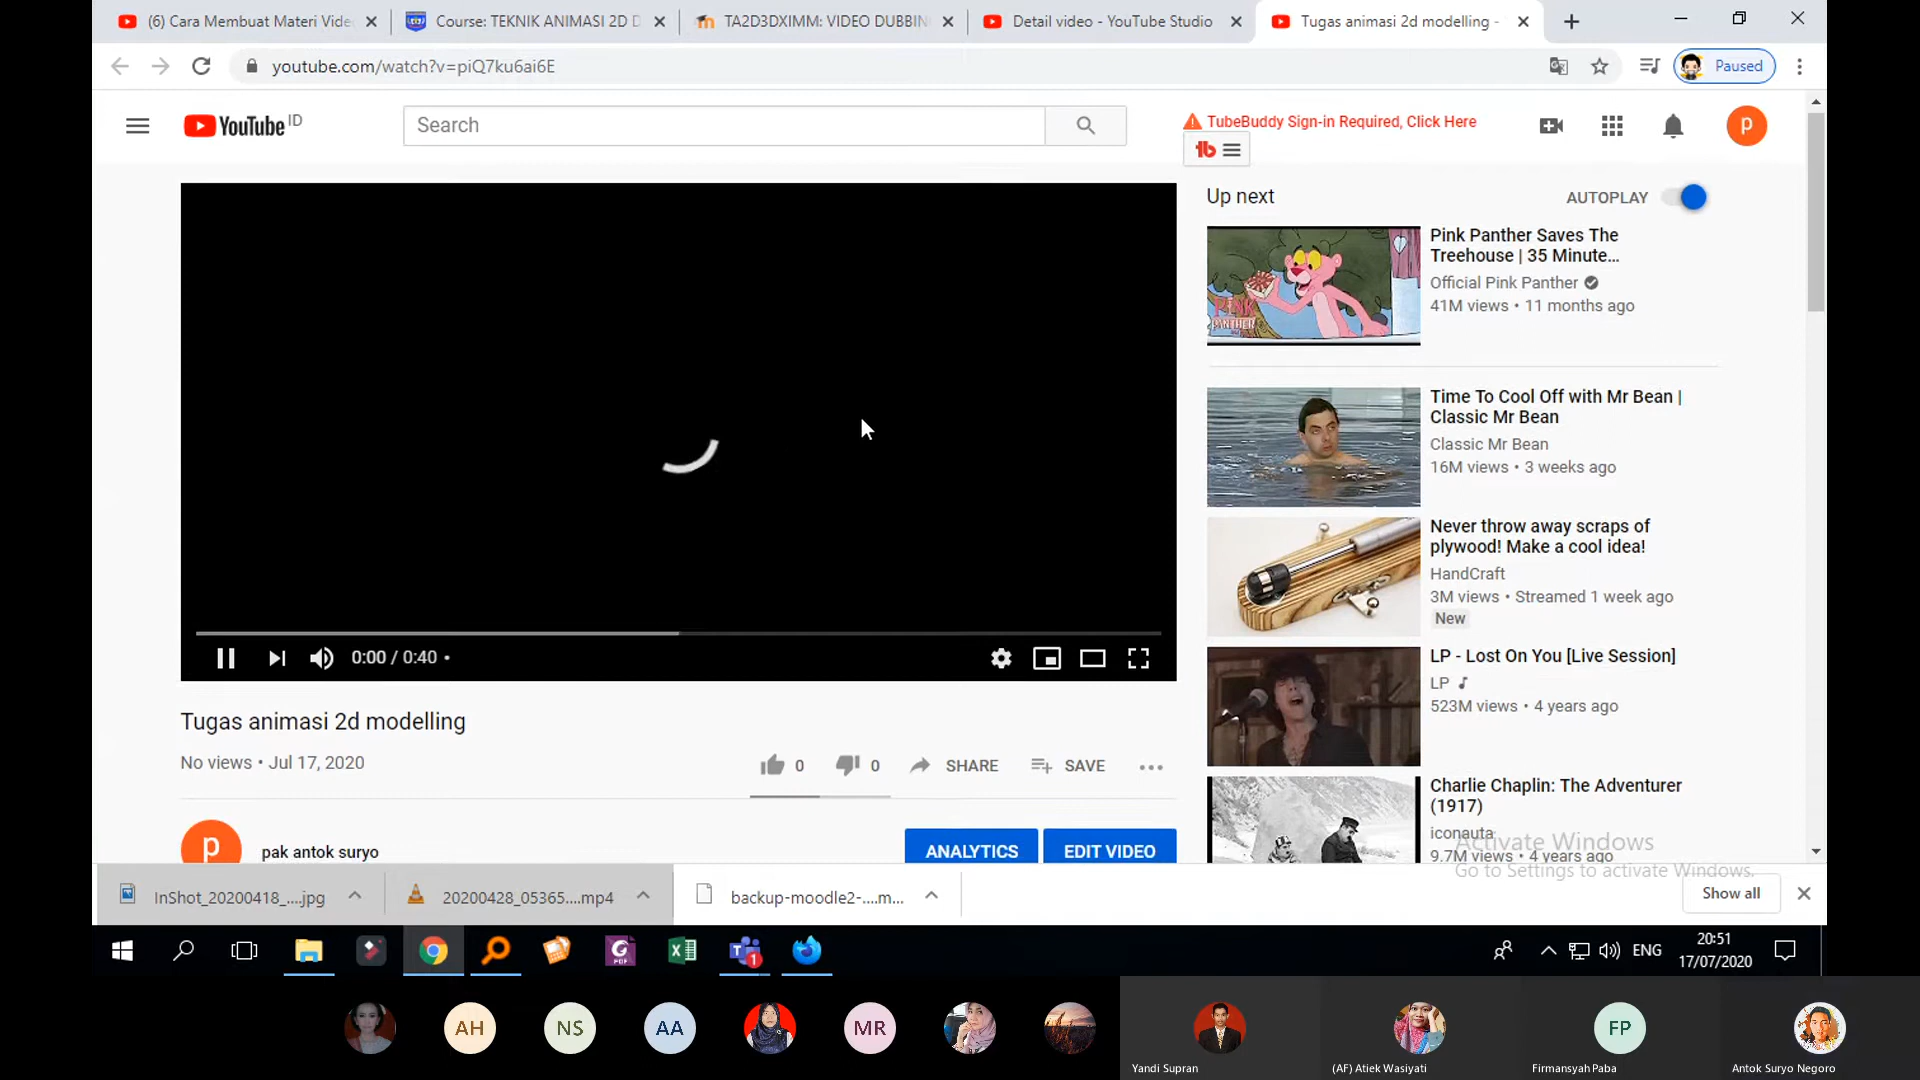 (6) Cara Membuat Materi Vide
Course: TEKNIK ANIMASI 2D D
TA2D3DXIMM: VIDEO DUBBIN
Detail video - YouTube Studio
Tugas animasi 2d modelling -
youtube.com/watch?v=piQ7ku6ai6E
Paused
YouTube ID
Search
TubeBuddy Sign-in Required, Click Here
tb
P
Up next
AUTOPLAY
Pink Panther Saves The
Treehouse | 35 Minute...
Official Pink Panther
41M views • 11 months ago
PINK
PANTHER
Time To Cool Off with Mr Bean |
Classic Mr Bean
Classic Mr Bean
16M views • 3 weeks ago
Never throw away scraps of
plywood! Make a cool idea!
HandCraft
3M views • Streamed 1 week ago
New
0:00 / 0:40 •
LP - Lost On You [Live Session]
LP
523M views • 4 years ago
Tugas animasi 2d modelling
No views • Jul 17, 2020
0
0
SHARE
SAVE
Charlie Chaplin: The Adventurer
(1917)
iconauta
9.7M views • 4 years ago
p
pak antok suryo
ANALYTICS
EDIT VIDEO
Activate Windows
Go to Settings to activate Windows.
InShot_20200418_....jpg
20200428_05365....mp4
backup-moodle2-....m...
Show all
1
ENG
20:51
17/07/2020
AH
NS
AA
MR
FP
Yandi Supran
(AF) Atiek Wasiyati
Firmansyah Paba
Antok Suryo Negoro